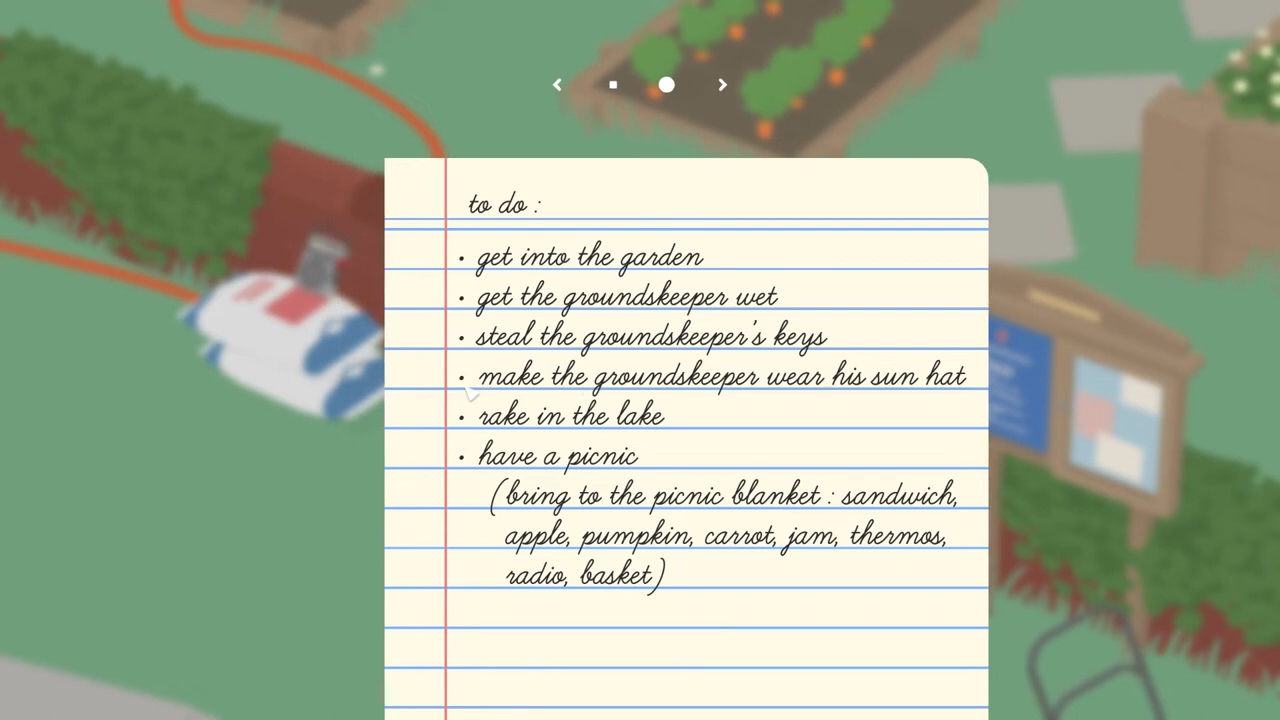 to do :
• get into the garden
• get the groundskeeper wet
• steal the groundskeeper's keys
• make the groundskeeper wear his sun hat
• rake in the lake
• have a picnic
(bring to the picnic blanket : sandwich,
apple, pumpkin, carrot, jam, thermos,
radio, basket)